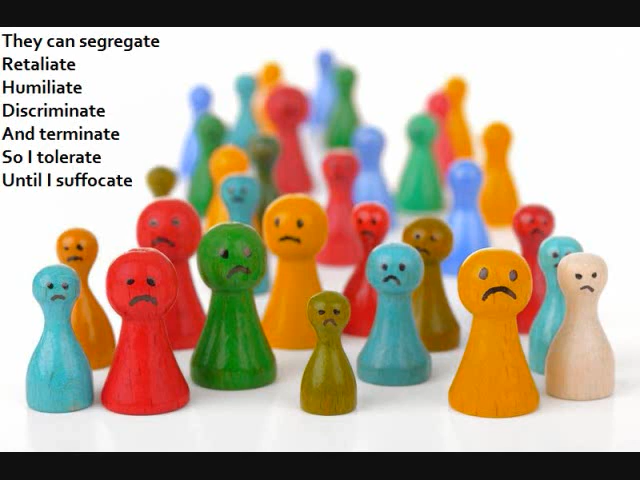 They can segregate
Retaliate
Humiliate
Discriminate
And terminate
So I tolerate
Until I suffocate